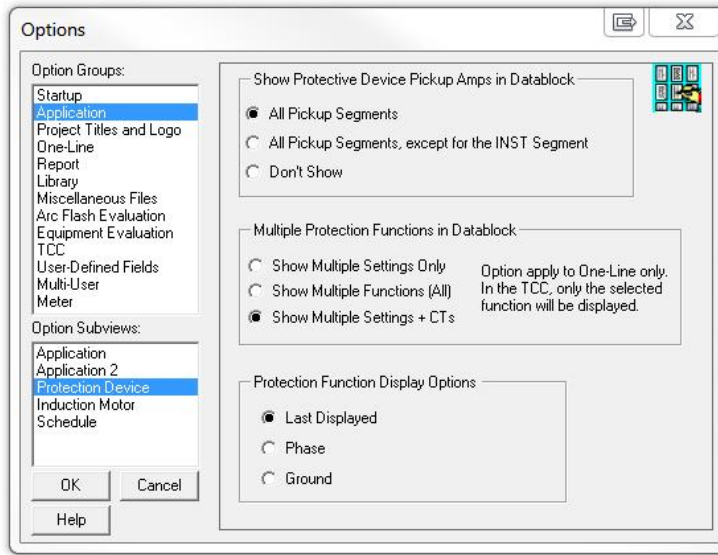 Options
Option Groups:
Startup
Application
Project Titles and Logo
One-Line
Report
Library
Miscellaneous Files
Arc Flash Evaluation
Equipment Evaluation
TCC
User-Defined Fields
Multi-User
Meter
Option Subviews:
Application
Application 2
Protection Device
Induction Motor
Schedule
OK
Cancel
Help
Show Protective Device Pickup Amps in Datablock
All Pickup Segments
All Pickup Segments, except for the INST Segment
Don't Show
Multiple Protection Functions in Datablock
Show Multiple Settings Only
Show Multiple Functions (All)
Show Multiple Settings + CTs
Option apply to One-Line only.
In the TCC, only the selected
function will be displayed.
Protection Function Display Options
Last Displayed
Phase
Ground